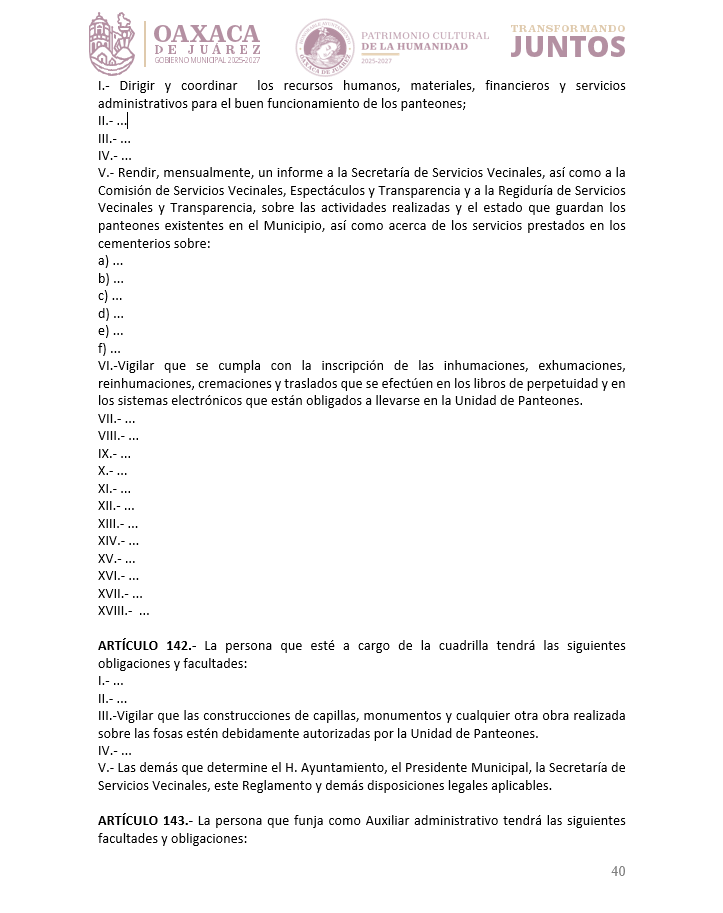 OAXACA
DE JUÁREZ
GOBIERNO MUNICIPAL 2025-2027
PATRIMONIO CULTURAL
DE LA HUMANIDAD
2025-2027
TRANSFORMANDO
JUNTOS
I.- Dirigir y coordinar los recursos humanos, materiales, financieros y servicios
administrativos para el buen funcionamiento de los panteones;
II.- ...
III.- ...
IV.- ...
V.- Rendir, mensualmente, un informe a la Secretaría de Servicios Vecinales, así como a la
Comisión de Servicios Vecinales, Espectáculos y Transparencia y a la Regiduría de Servicios
Vecinales y Transparencia, sobre las actividades realizadas y el estado que guardan los
panteones existentes en el Municipio, así como acerca de los servicios prestados en los
cementerios sobre:
a) ...
b) ...
c) ...
d) ...
e) ...
f) ...
VI.-Vigilar que se cumpla con la inscripción de las inhumaciones, exhumaciones,
reinhumaciones, cremaciones y traslados que se efectúen en los libros de perpetuidad y en
los sistemas electrónicos que están obligados a llevarse en la Unidad de Panteones.
VII.- ...
VIII.- ...
IX.- ...
X.- ...
XI.- ...
XII.- ...
XIII.- ...
XIV.- ...
XV.- ...
XVI.- ...
XVII.- ...
XVIII.- ...
ARTÍCULO 142.- La persona que esté a cargo de la cuadrilla tendrá las siguientes
obligaciones y facultades:
I.- ...
II.- ...
III.-Vigilar que las construcciones de capillas, monumentos y cualquier otra obra realizada
sobre las fosas estén debidamente autorizadas por la Unidad de Panteones.
IV.- ...
V.- Las demás que determine el H. Ayuntamiento, el Presidente Municipal, la Secretaría de
Servicios Vecinales, este Reglamento y demás disposiciones legales aplicables.
ARTÍCULO 143.- La persona que funja como Auxiliar administrativo tendrá las siguientes
facultades y obligaciones:
40